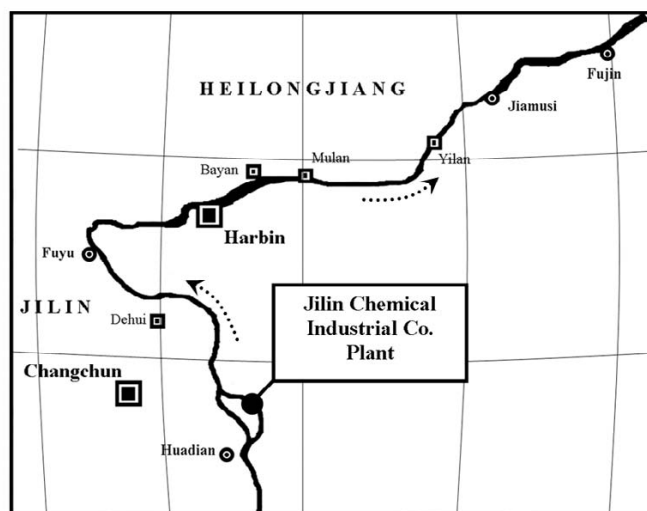 HEILONGJIANG
Fujin
Jiamusi
Yilan
Bayan
Mulan
Harbin
Fuyu
JILIN
Dehui
Jilin Chemical
Industrial Co.
Plant
Changchun
Huadian